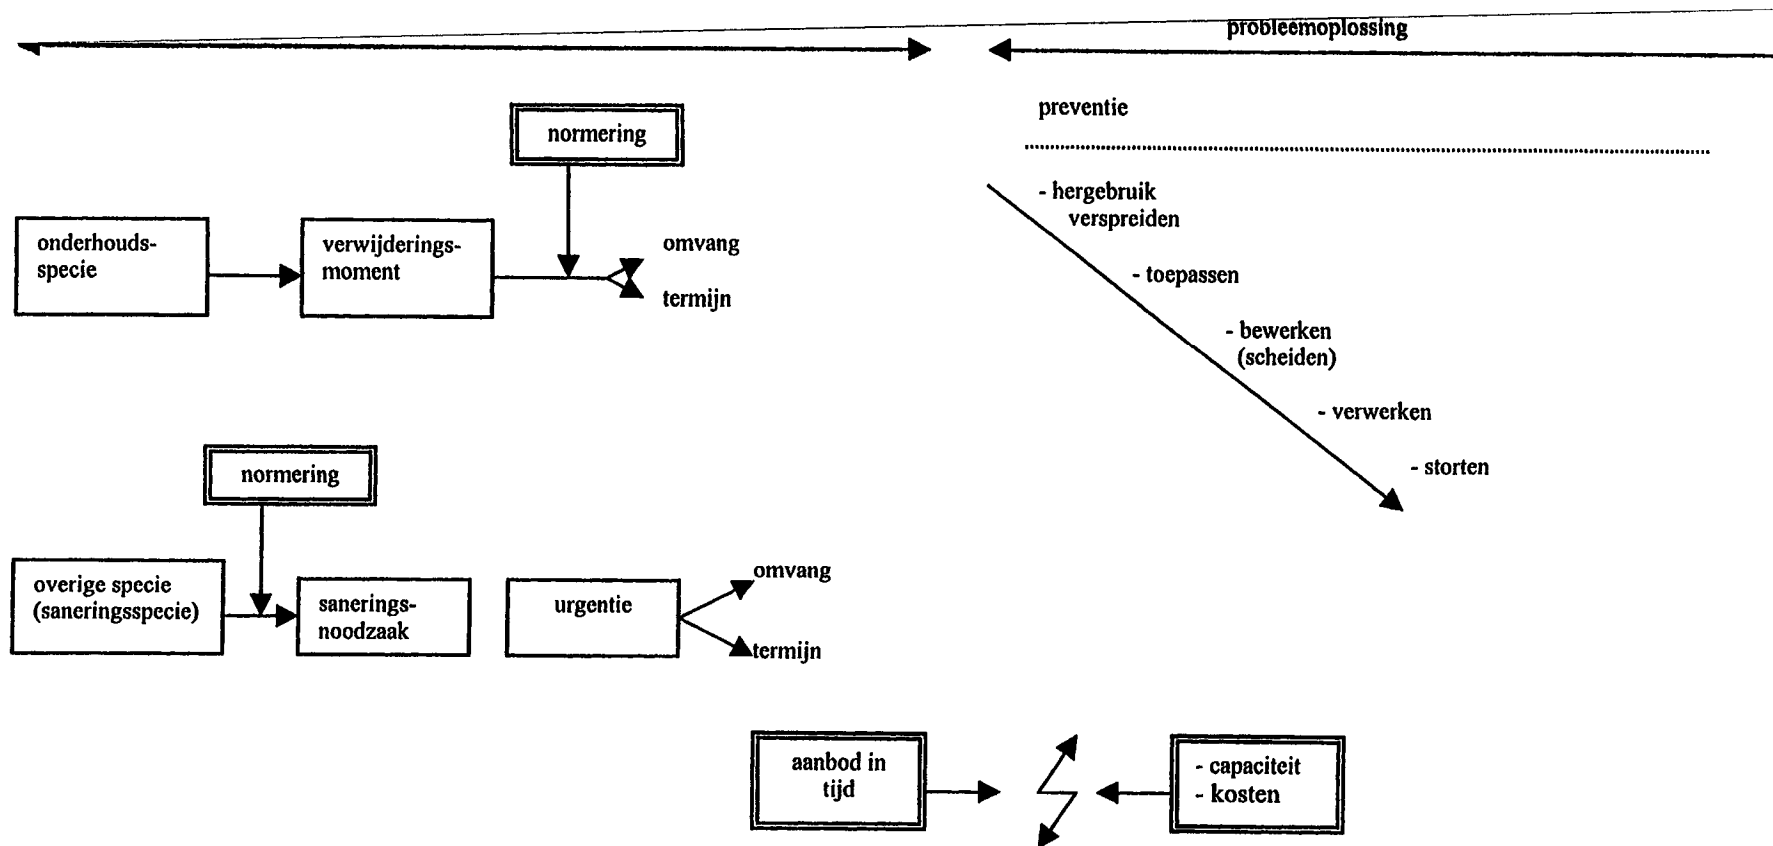 probleemoplossing
normering
onderhouds-
specie
verwijderings-
moment
omvang
termijn
preventie
- hergebruik
verspreiden
- toepassen
- bewerken
(scheiden)
- verwerken
- storten
normering
overige specie
(saneringsspecie)
sanerings-
noodzaak
urgentie
omvang
termijn
aanbod in
tijd
- capaciteit
- kosten